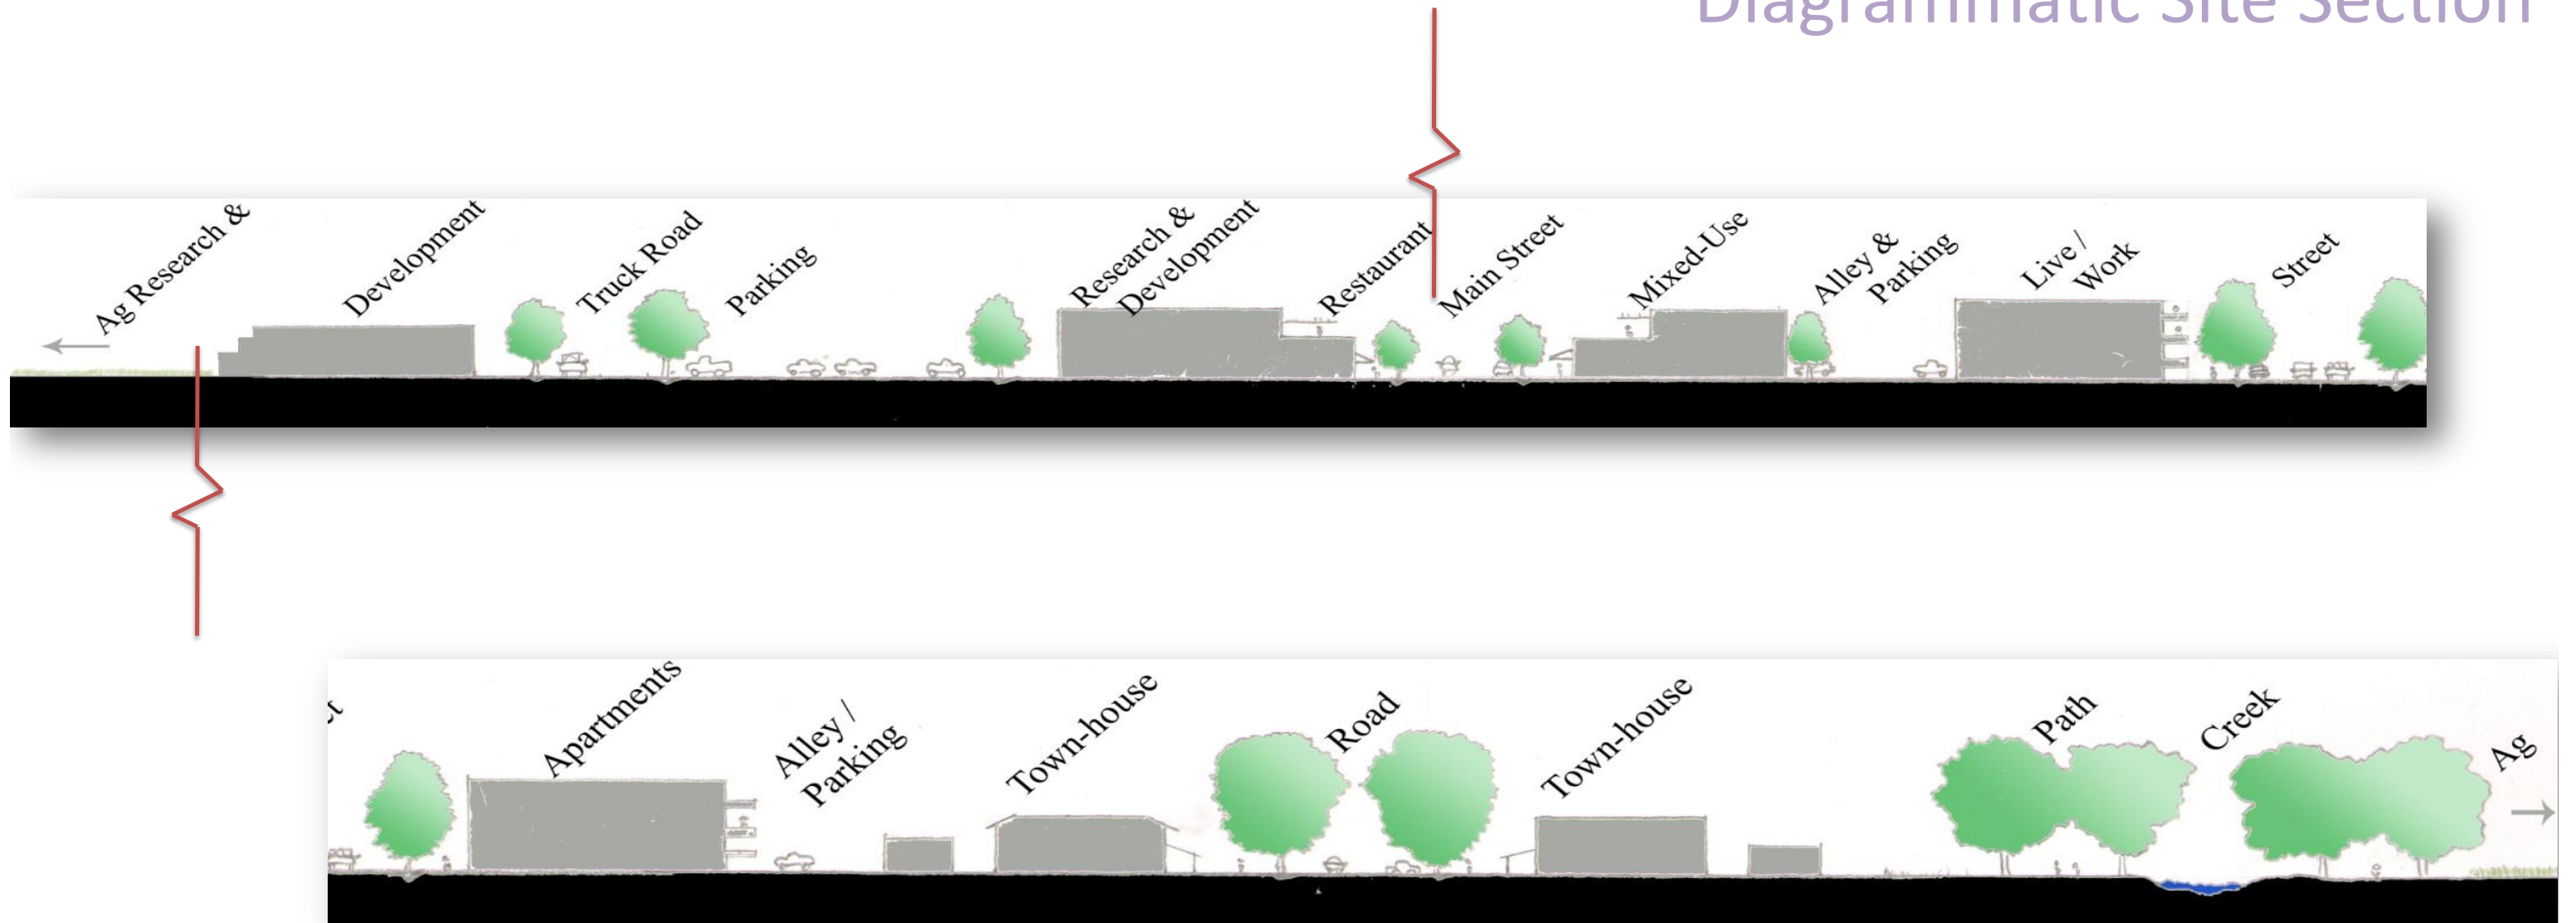 Diagrammatic Site Section
Ag Research &
Development
Truck Road
Parking
Research &
Development
Restaurant
Main Street
Mixed-Use
Alley &
Parking
Live /
Work
Street
et
Apartments
Alley /
Parking
Town-house
Road
Town-house
Path
Creek
Ag